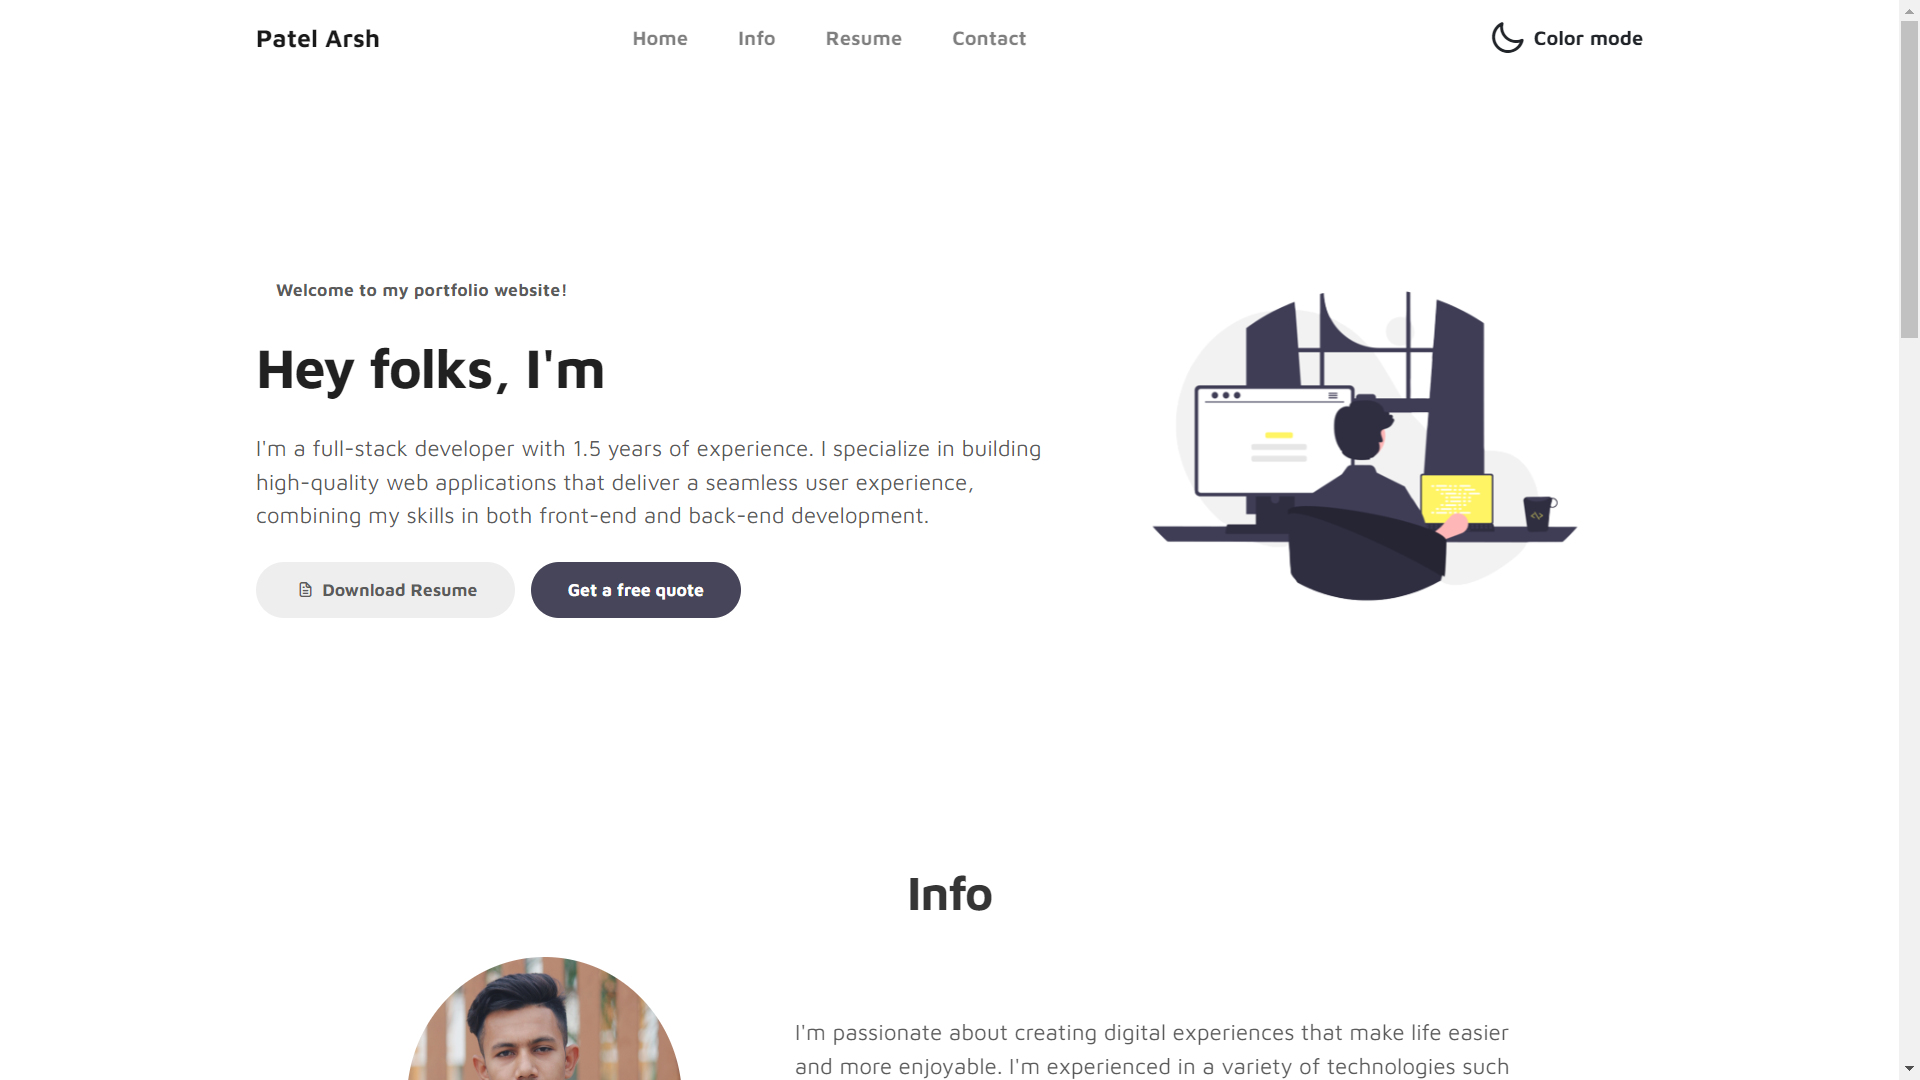 Patel Arsh
Home
Info
Resume
Contact
Color mode
Welcome to my portfolio website!
Hey folks, I'm
I'm a full-stack developer with 1.5 years of experience. I specialize in building
high-quality web applications that deliver a seamless user experience,
combining my skills in both front-end and back-end development.
Download Resume
Get a free quote
Info
I'm passionate about creating digital experiences that make life easier
and more enjoyable. I'm experienced in a variety of technologies such